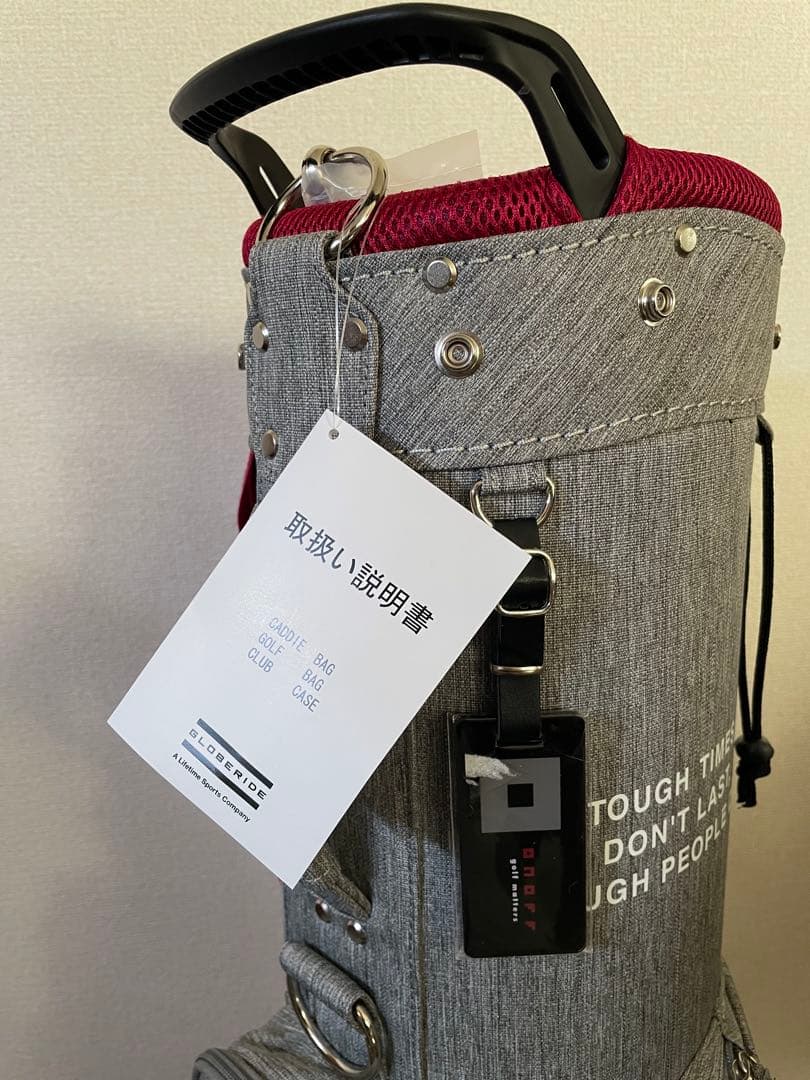 取扱い説明書
CADDIE BAG
GOLF BAG
CLUB CASE
GLOBERIDE
A Lifetime Sports Company
ONOFF
golf matters
TOUGH TIMES
DON'T LAST
UGH PEOPLE